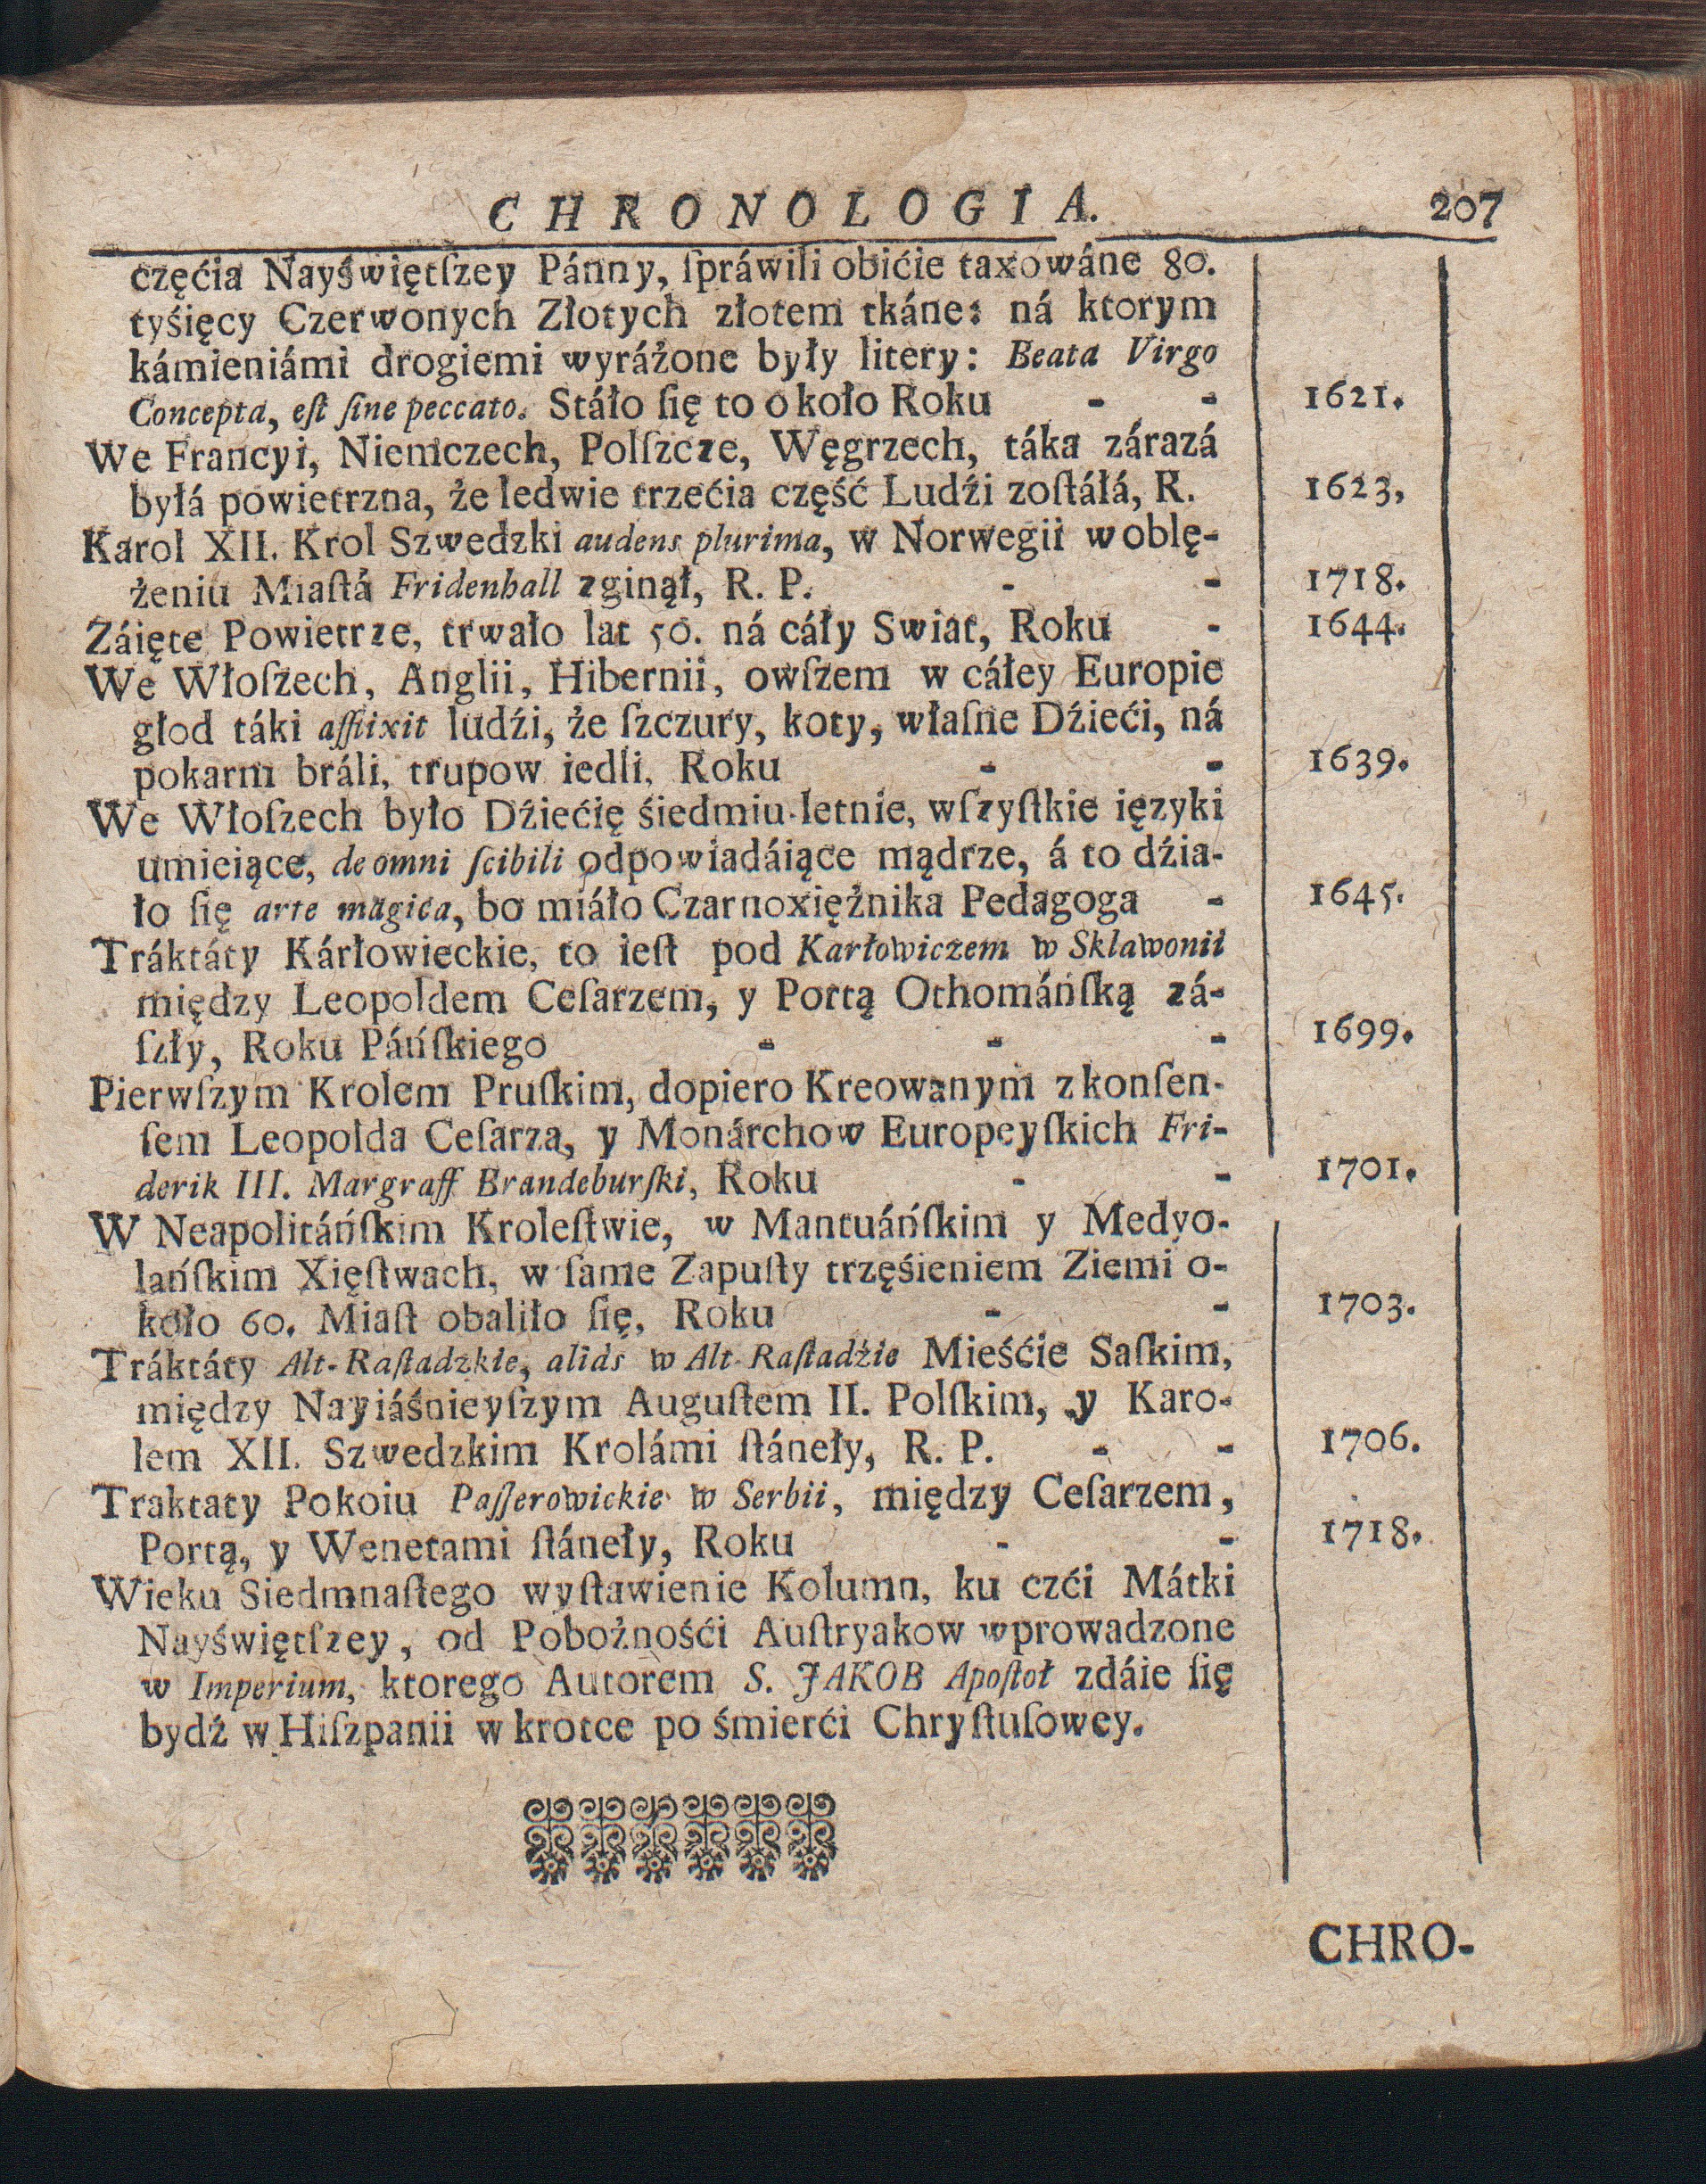 CHRONOLOGIA. 207
częćia Nayświętſzey Pánny, ſpráwili obićie taxowáne 80.
tyśięcy Czerwonych Złotych złotem tkáne: ná ktorym
kámieniámi drogiemi wyráżone były litery: Beata Virgo
Concepta, eſt ſine peccato. Stáło ſię to około Roku - - 1621.
We Francyi, Niemczech, Polſzcze, Węgrzech, táka zárazá
byłá powietrzna, że ledwie trzećia część Ludźi zoſtáłá, R. 1623,
Karol XII. Krol Szwedzki audens plurima, w Norwegii w oblę-
żeniu Miaſtá Fridenhall zginął, R. P. - - 1718.
Záięte Powietrze, trwało lat 50. ná cáły Swiat, Roku - 1644.
We Włoſzech, Anglii, Hibernii, owſzem w cáłey Europie
głod táki afflixit ludźi, że ſzczury, koty, właſne Dźieći, ná
pokarm bráli, trupow iedli, Roku - - 1639.
We Włoſzech było Dźiećię śiedmiu-letnie, wſzyſtkie ięzyki
umieiące, de omni ſcibili odpowiadáiące mądrze, á to dźia-
ło ſię arte magica, bo miáło Czarnoxiężnika Pedagoga - 1645.
Tráktáty Kárłowieckie, to ieſt pod Karłowiczem w Sklawonii
między Leopoldem Ceſarzem, y Portą Othomáńſką zá-
ſzły, Roku Páńſkiego - - - 1699.
Pierwſzym Krolem Pruſkim, dopiero Kreowanym z konſen-
ſem Leopolda Ceſarza, y Monárchow Europeyſkich Fri-
derik III. Margraff Brandeburſki, Roku - - 1701.
W Neapolitáńſkim Kroleſtwie, w Mantuáńſkim y Medyo-
lańſkim Xięſtwach, w ſame Zapuſty trzęśieniem Ziemi o-
koło 60. Miaſt obaliło ſię, Roku - - 1703.
Tráktáty Alt-Raſtadzkie, aliàs w Alt-Raſtadźie Mieśćie Saſkim,
między Nayiáśnieyſzym Auguſtem II. Polſkim, y Karo-
lem XII. Szwedzkim Krolámi ſtáneły, R. P. - - 1706.
Traktaty Pokoiu Paſſerowickie w Serbii, między Ceſarzem,
Portą, y Wenetami ſtáneły, Roku - - 1718.
Wieku Siedmnaſtego wyſtawienie Kolumn, ku czći Mátki
Nayświętſzey, od Pobożnośći Auſtryakow wprowadzone
w Imperium, ktorego Autorem S. JAKOB Apoſtoł zdáie ſię
bydź w Hiſzpanii w krotce po śmierći Chryſtuſowey.
CHRO-